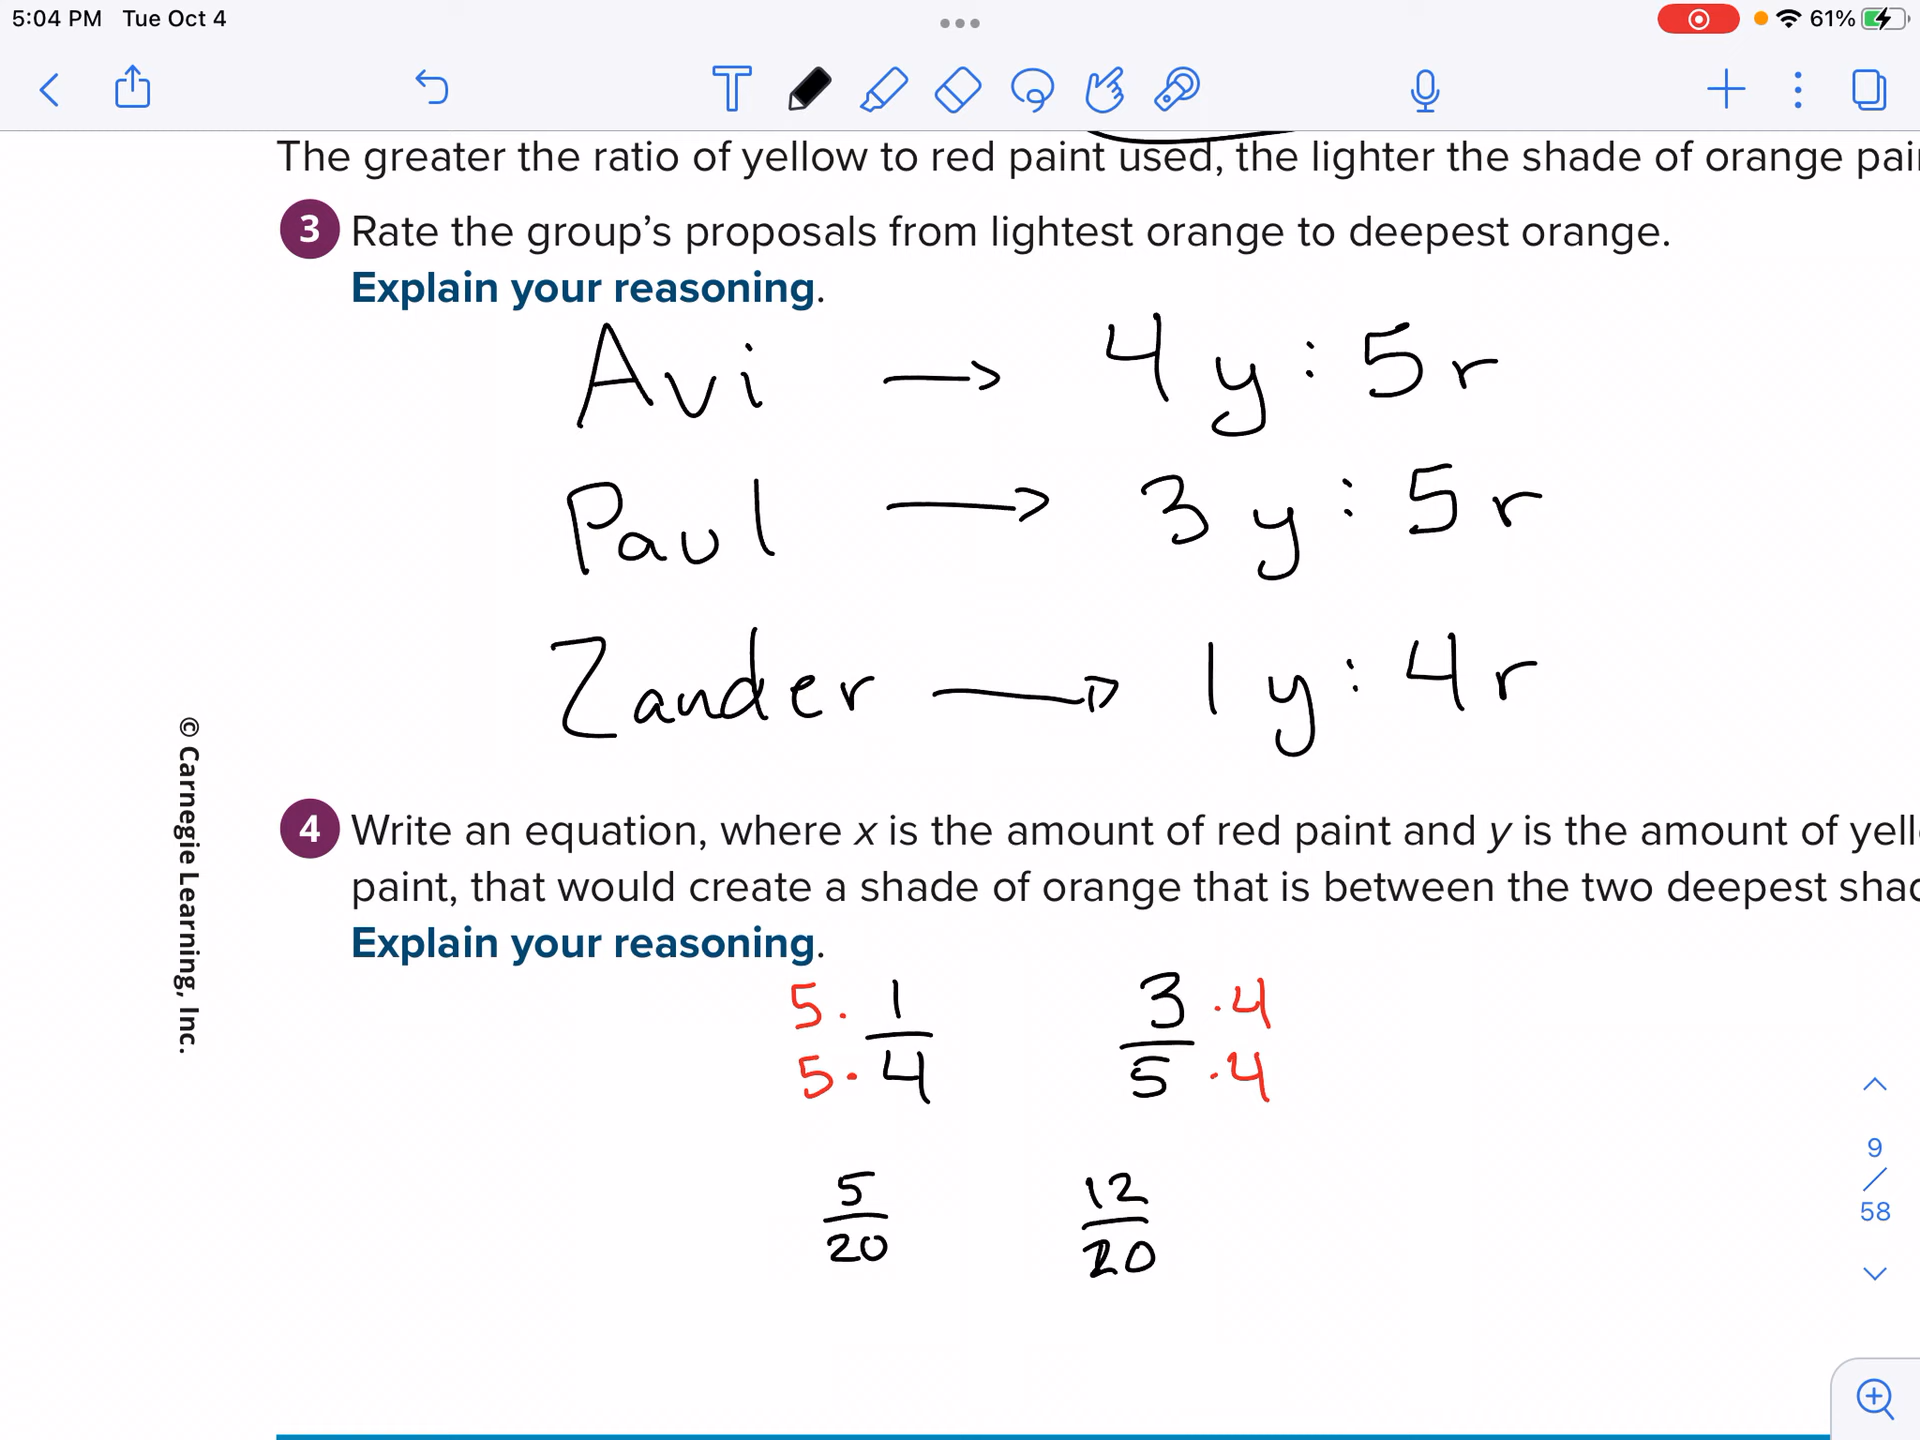 5:04 PM Tue Oct 4 61%
The greater the ratio of yellow to red paint used, the lighter the shade of orange
3 Rate the group's proposals from lightest orange to deepest orange.
Explain your reasoning.
Avi → 4y : 5r
Paul → 3y : 5r
Zander → 1y : 4r
4 Write an equation, where x is the amount of red paint and y is the amount of
paint, that would create a shade of orange that is between the two deepest
Explain your reasoning.
5 · 1 3 · 4
5 · 4 5 · 4
5 12
20 20
© Carnegie Learning, Inc.
9
/
58